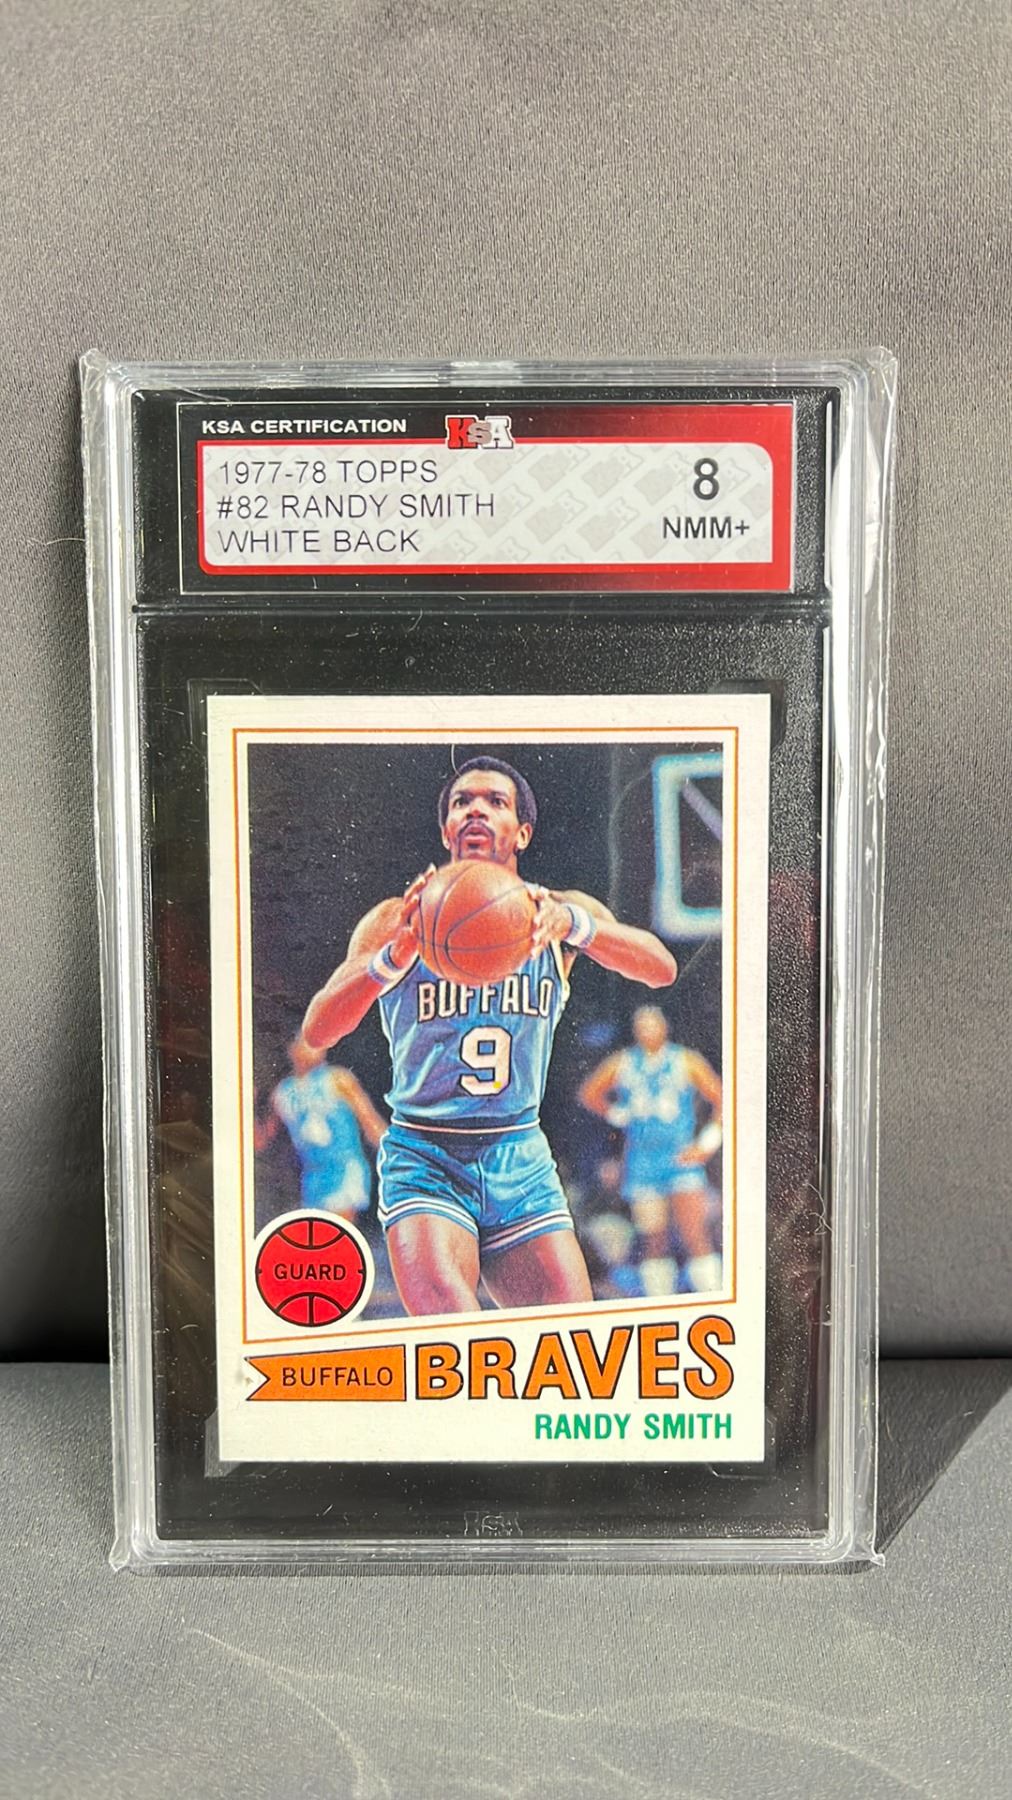 KSA CERTIFICATION KSA
1977-78 TOPPS
#82 RANDY SMITH
WHITE BACK
8
NMM+
BUFFALO
9
GUARD
BUFFALO BRAVES
RANDY SMITH
KSA